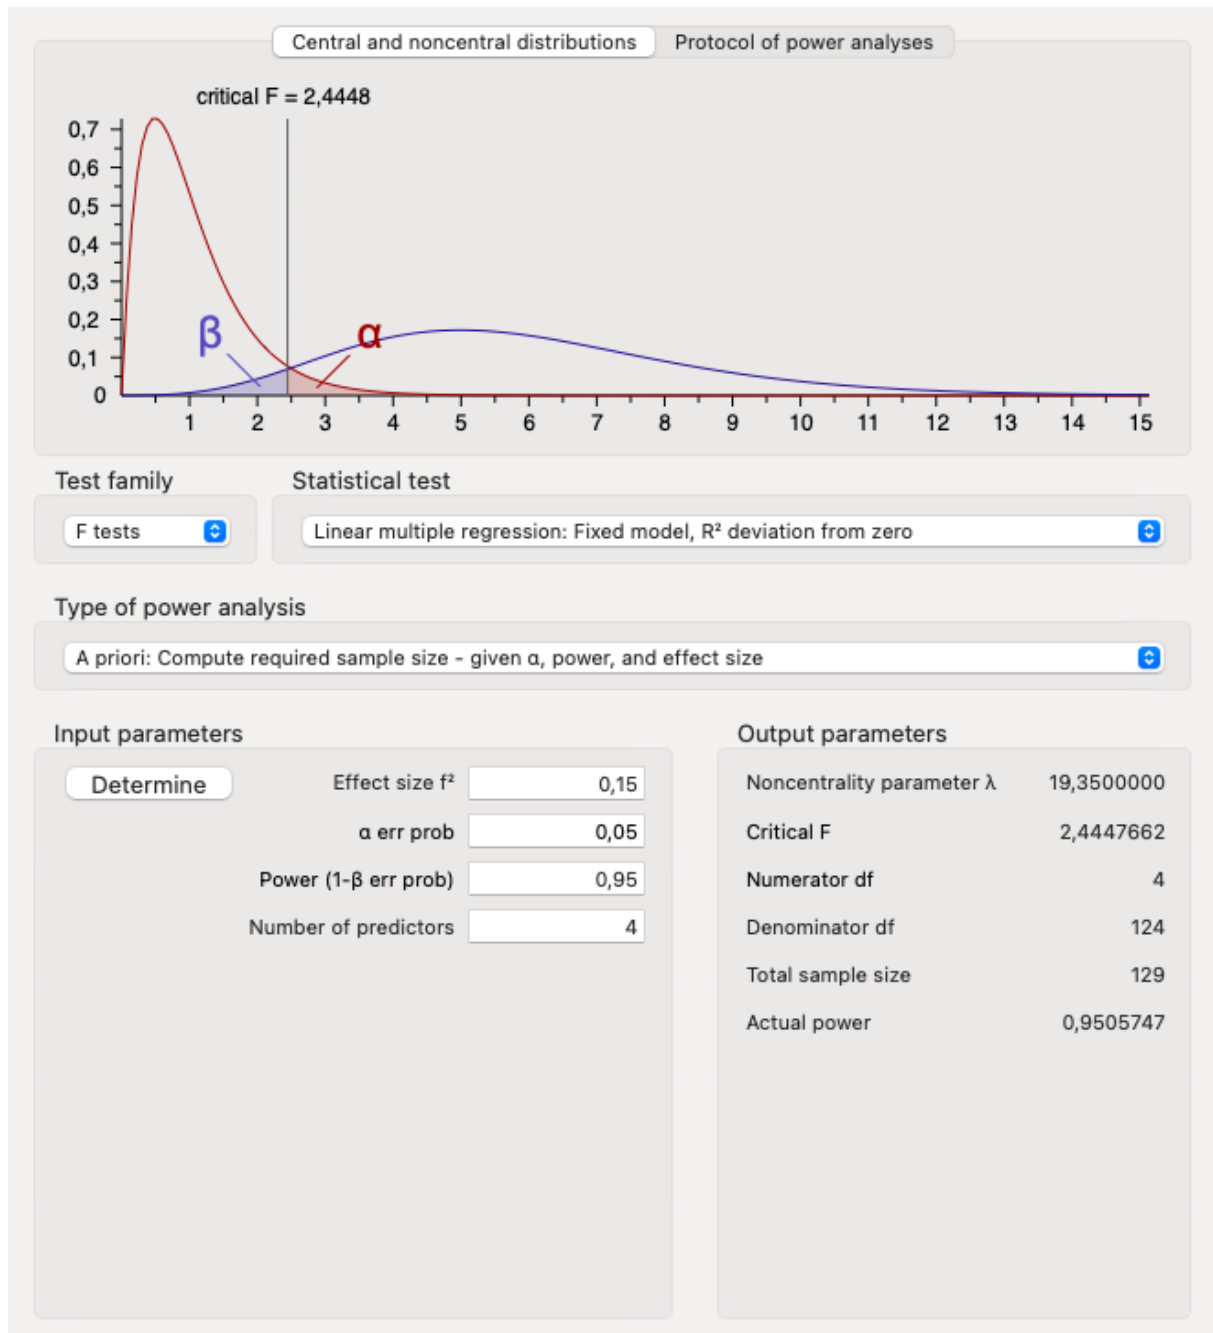 Central and noncentral distributions Protocol of power analyses
critical F = 2,4448
0,7
0,6
0,5
0,4
0,3
0,2
0,1
0
β α
1 2 3 4 5 6 7 8 9 10 11 12 13 14 15
Test family Statistical test
F tests Linear multiple regression: Fixed model, R² deviation from zero
Type of power analysis
A priori: Compute required sample size - given α, power, and effect size
Input parameters Output parameters
Determine Effect size f² 0,15 Noncentrality parameter λ 19,3500000
α err prob 0,05 Critical F 2,4447662
Power (1-β err prob) 0,95 Numerator df 4
Number of predictors 4 Denominator df 124
Total sample size 129
Actual power 0,9505747